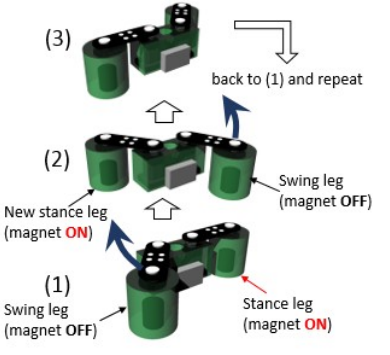 (3)
back to (1) and repeat
(2)
Swing leg
(magnet OFF)
New stance leg
(magnet ON)
(1)
Swing leg
(magnet OFF)
Stance leg
(magnet ON)